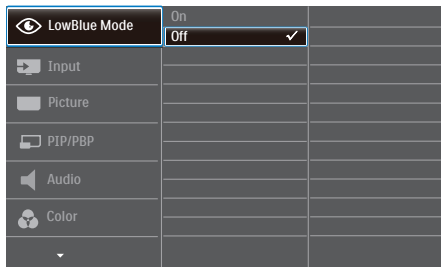 LowBlue Mode
On
Off
Input
Picture
PIP/PBP
Audio
Color